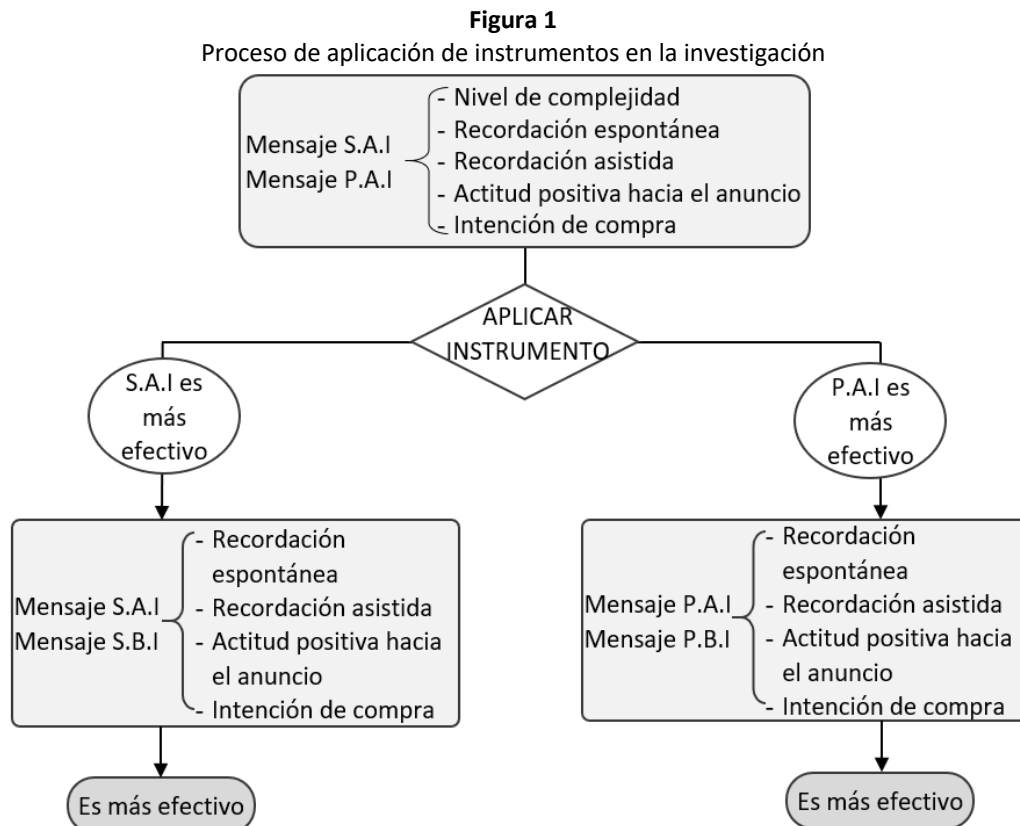 Figura 1
Proceso de aplicación de instrumentos en la investigación
Mensaje S.A.I
Mensaje P.A.I
- Nivel de complejidad
- Recordación espontánea
- Recordación asistida
- Actitud positiva hacia el anuncio
- Intención de compra
APLICAR
INSTRUMENTO
S.A.I es
más
efectivo
P.A.I es
más
efectivo
Mensaje S.A.I
Mensaje S.B.I
- Recordación
espontánea
- Recordación asistida
- Actitud positiva hacia
el anuncio
- Intención de compra
Mensaje P.A.I
Mensaje P.B.I
- Recordación
espontánea
- Recordación asistida
- Actitud positiva hacia
el anuncio
- Intención de compra
Es más efectivo
Es más efectivo